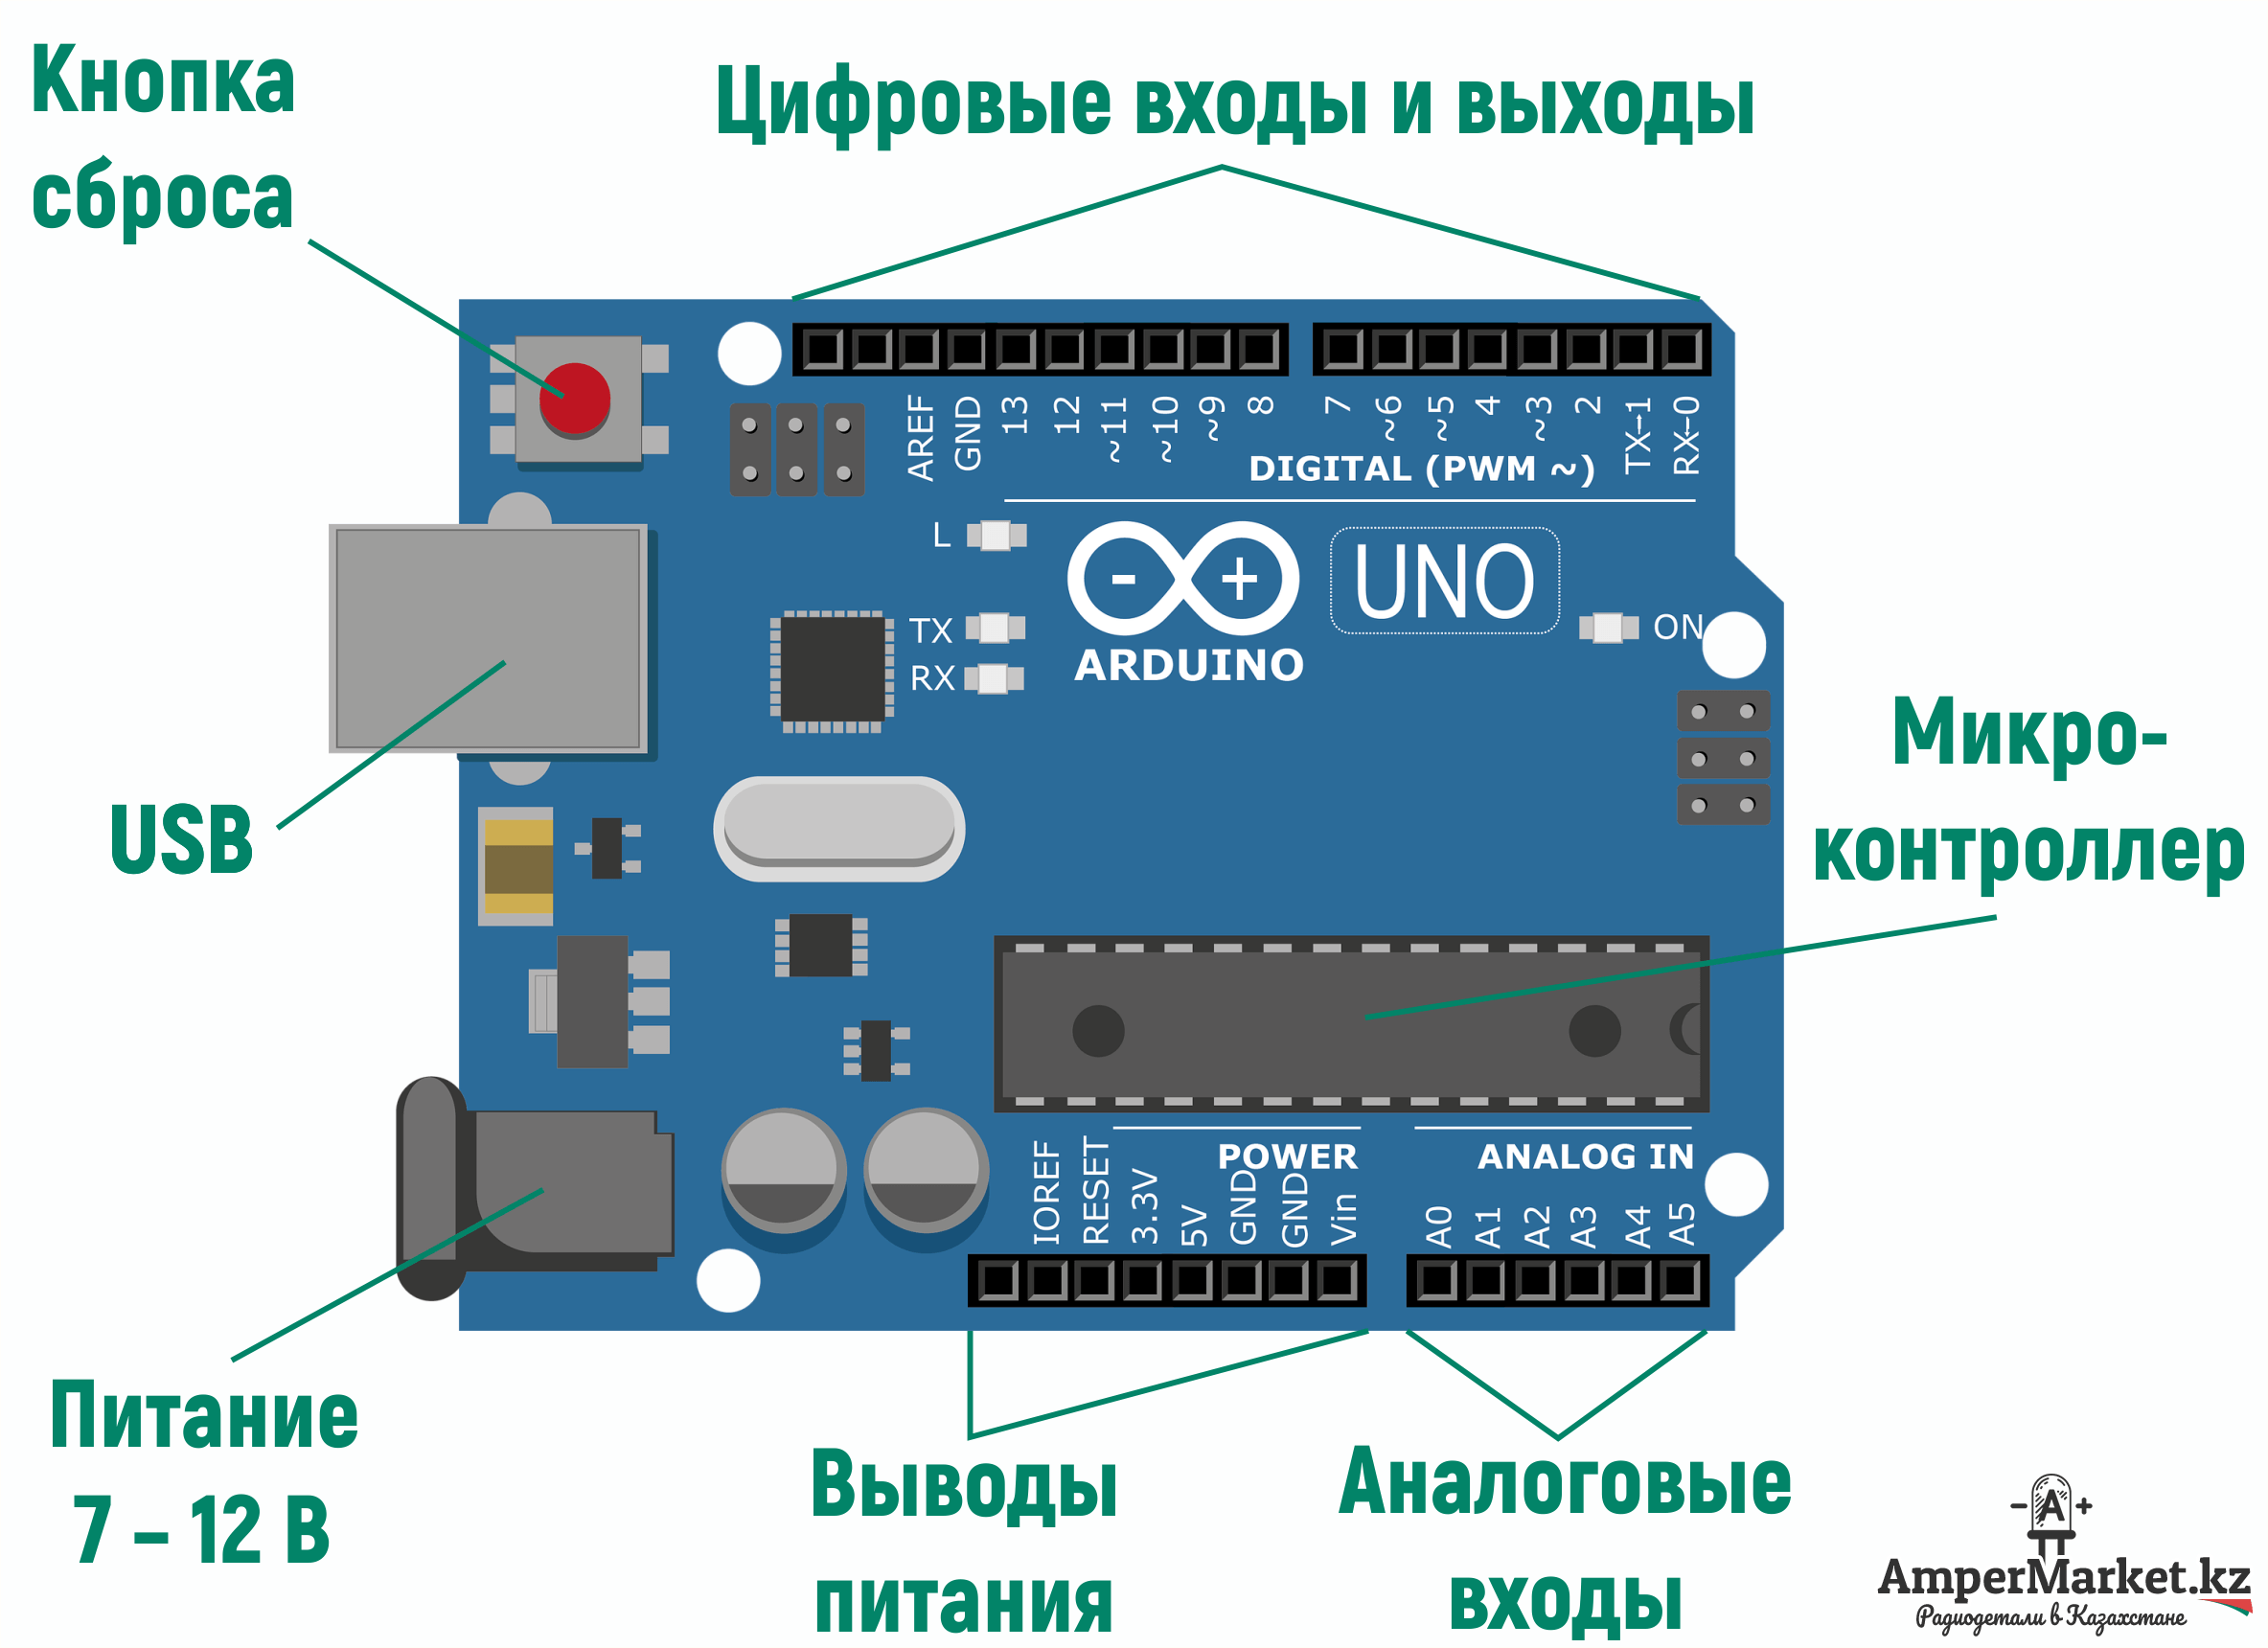 Кнопка
сброса
Цифровые входы и выходы
AREF
GND
13
12
~11
~10
~9
8
7
~6
~5
4
~3
2
TX→1
RX←0
DIGITAL (PWM ~)
L
TX
RX
- +
ARDUINO
UNO
ON
USB
Микро-
контроллер
POWER
ANALOG IN
IOREF
RESET
3.3V
5V
GND
GND
Vin
A0
A1
A2
A3
A4
A5
Питание
7 – 12 В
Выводы
питания
Аналоговые
входы
- A +
AmperMarket.kz
Радиодетали в Казахстане